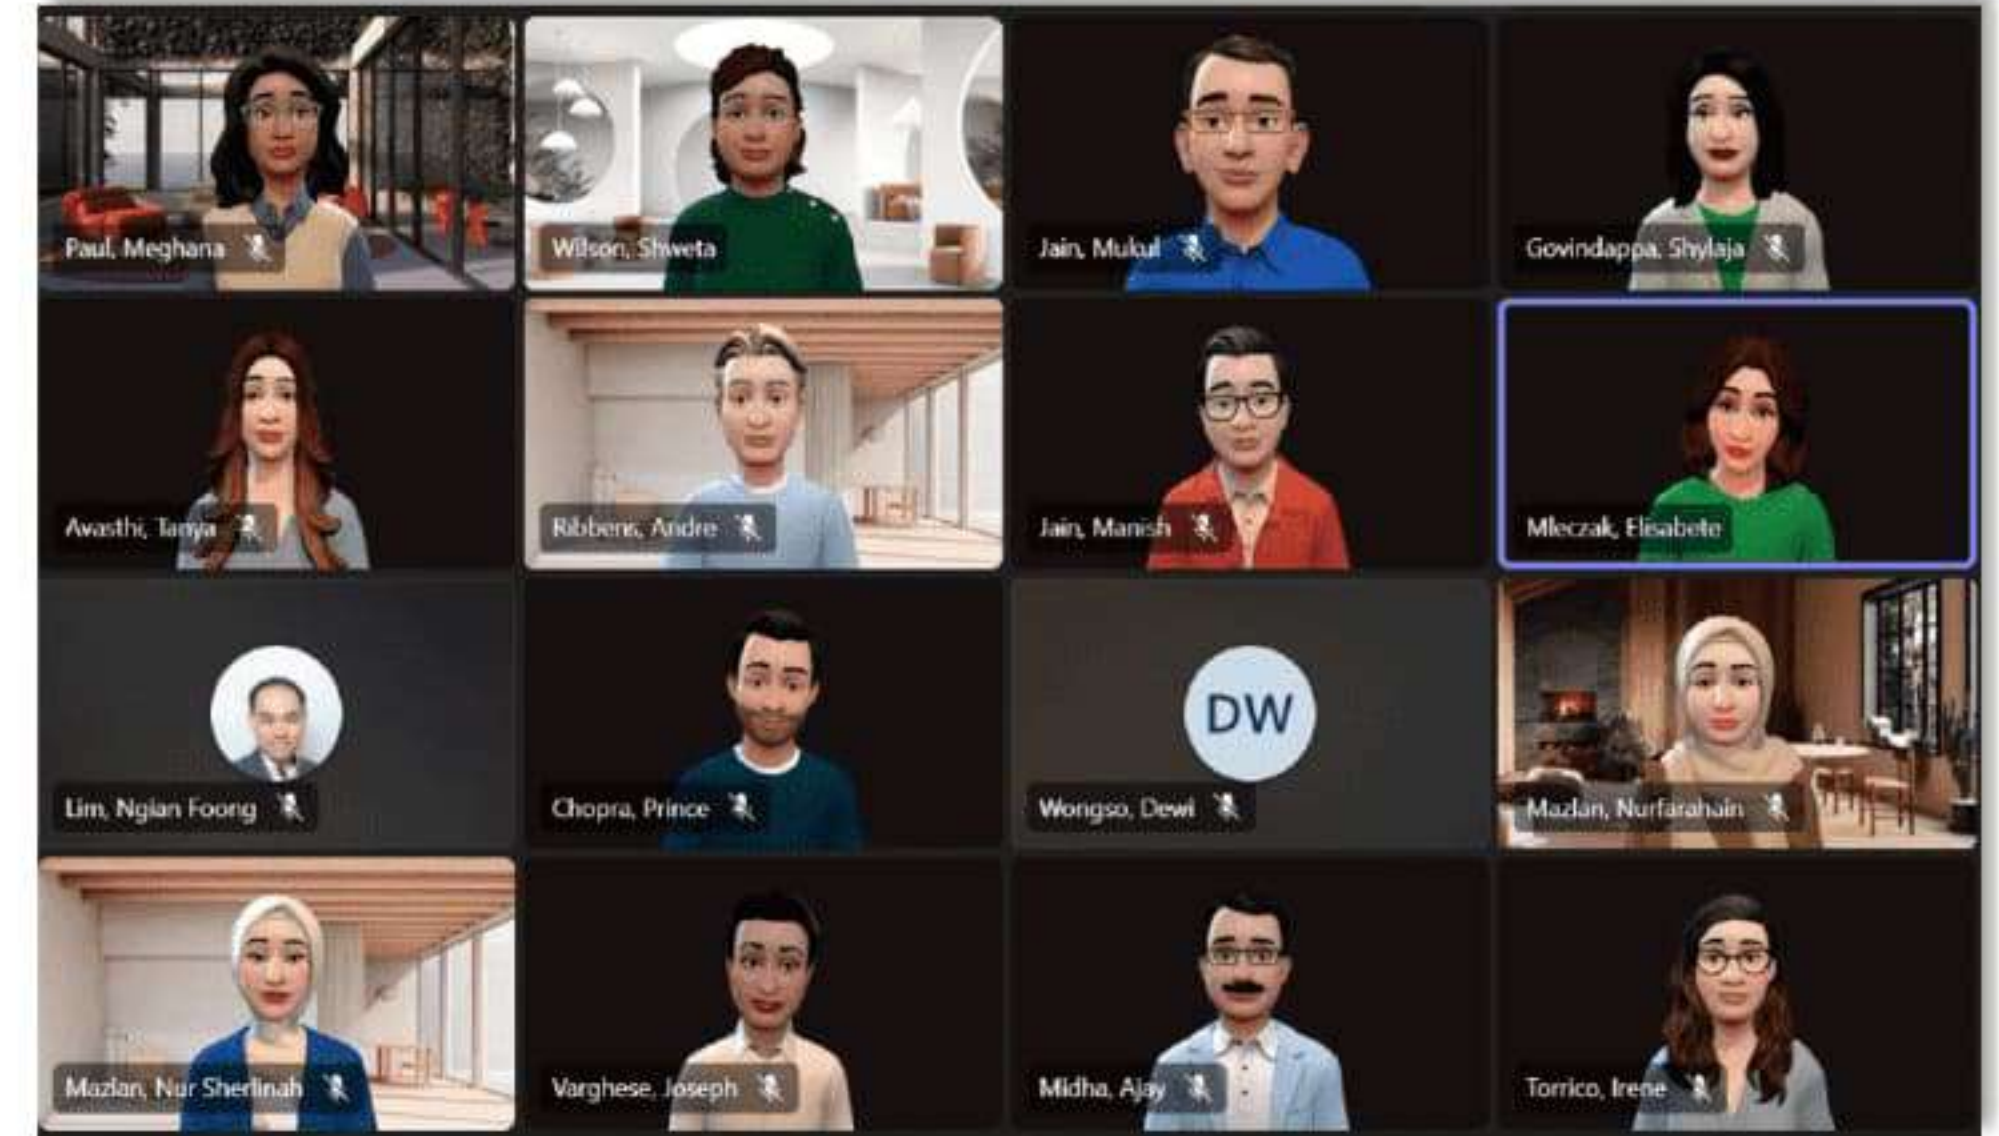 Paul, Meghana
Wilson, Shweta
Jain, Mukul
Govindappa, Shylaja
Avasthi, Tanya
Ribbens, Andre
Jain, Manish
Mleczak, Elisabete
Lim, Ngian Foong
Chopra, Prince
DW
Wongso, Dewi
Mazlan, Nurfarahain
Mazlan, Nur Sherlinah
Varghese, Joseph
Midha, Ajay
Torrico, Irene